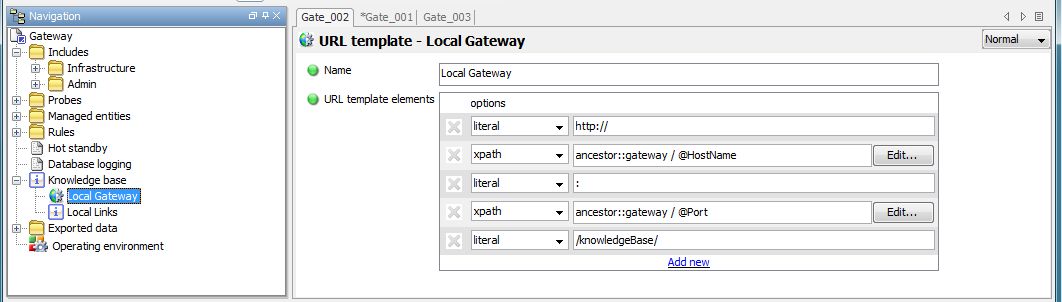 Navigation
Gateway
Includes
Infrastructure
Admin
Probes
Managed entities
Rules
Hot standby
Database logging
Knowledge base
Local Gateway
Local Links
Exported data
Operating environment
Gate_002 *Gate_001 Gate_003
URL template - Local Gateway Normal
Name Local Gateway
URL template elements options
literal http://
xpath ancestor::gateway / @HostName Edit...
literal :
xpath ancestor::gateway / @Port Edit...
literal /knowledgeBase/
Add new